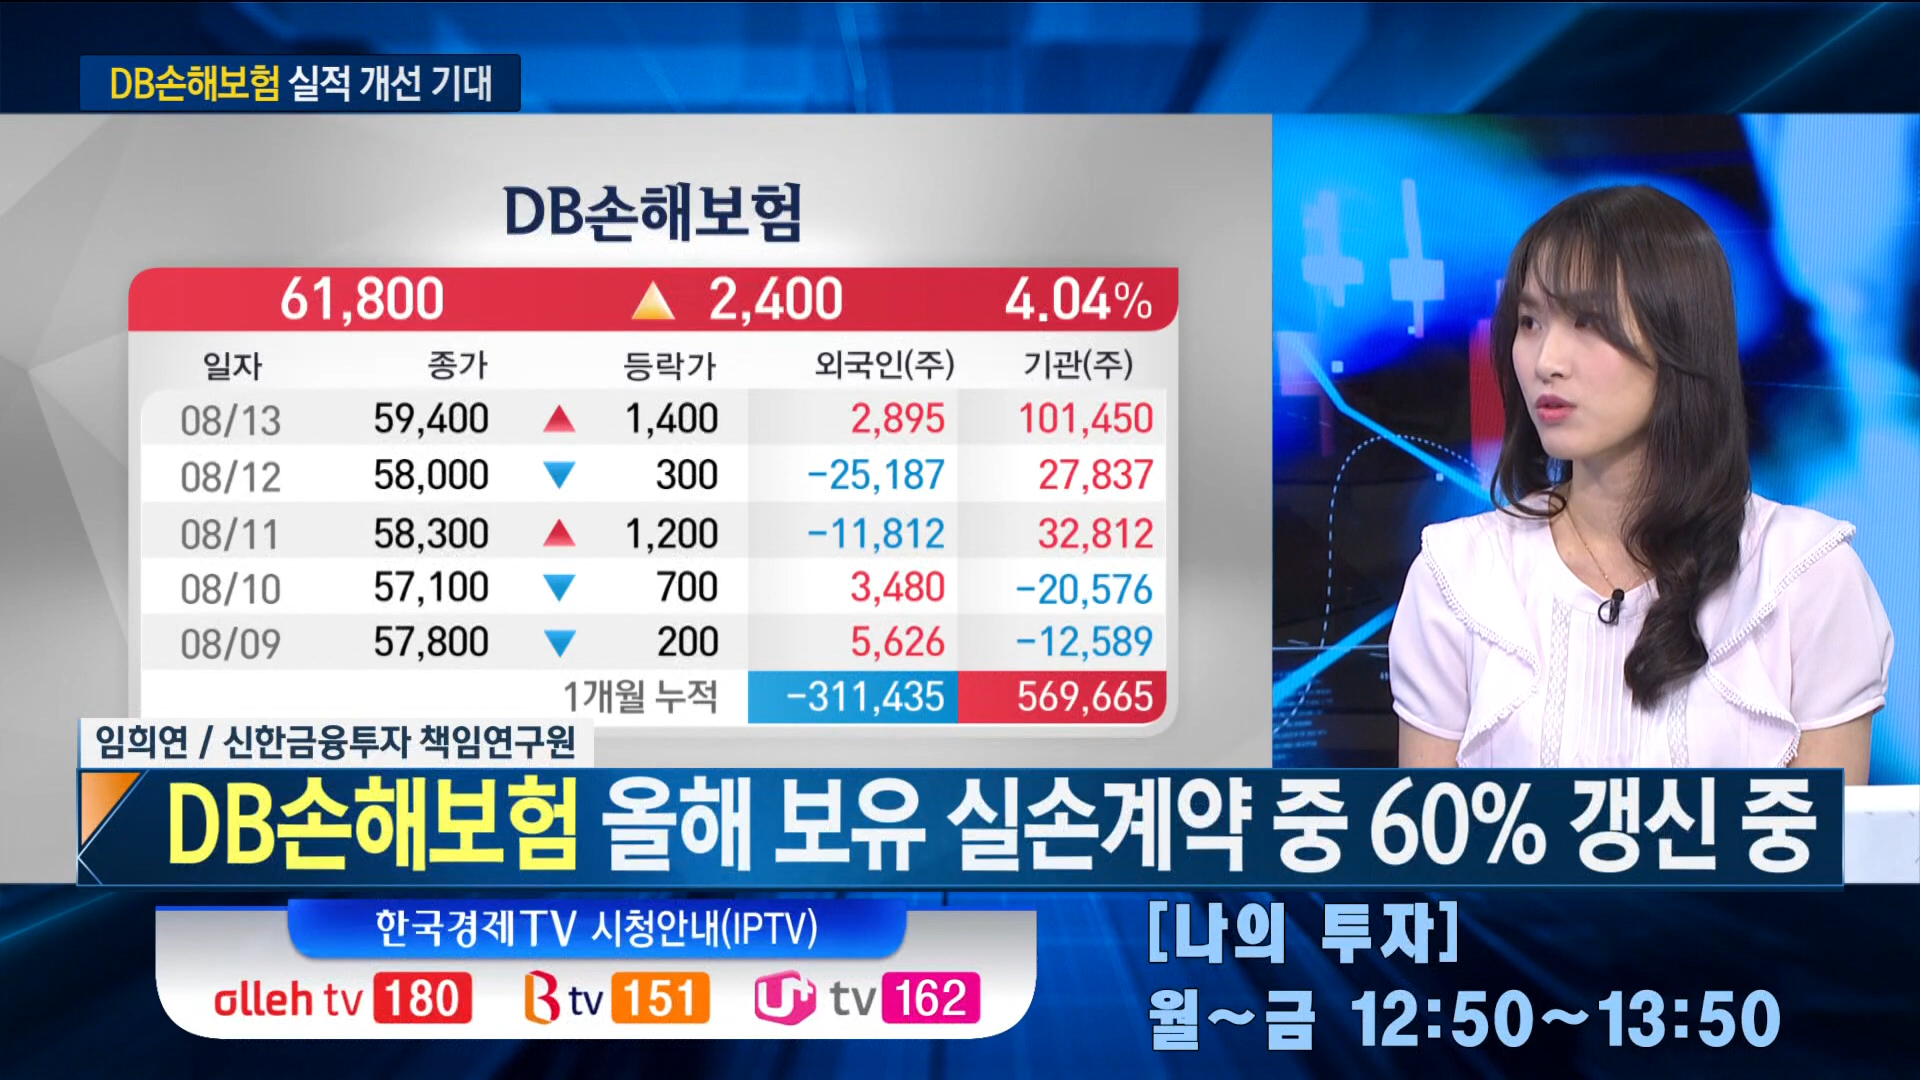 DB손해보험 실적 개선 기대
DB손해보험
61,800 ▲ 2,400 4.04%
일자 종가 등락가 외국인(주) 기관(주)
08/13 59,400 ▲ 1,400 2,895 101,450
08/12 58,000 ▼ 300 -25,187 27,837
08/11 58,300 ▲ 1,200 -11,812 32,812
08/10 57,100 ▼ 700 3,480 -20,576
08/09 57,800 ▼ 200 5,626 -12,589
1개월 누적 -311,435 569,665
임희연 / 신한금융투자 책임연구원
DB손해보험 올해 보유 실손계약 중 60% 갱신 중
한국경제TV 시청안내(IPTV)
olleh tv 180 B tv 151 U+ tv 162
[나의 투자]
월~금 12:50~13:50